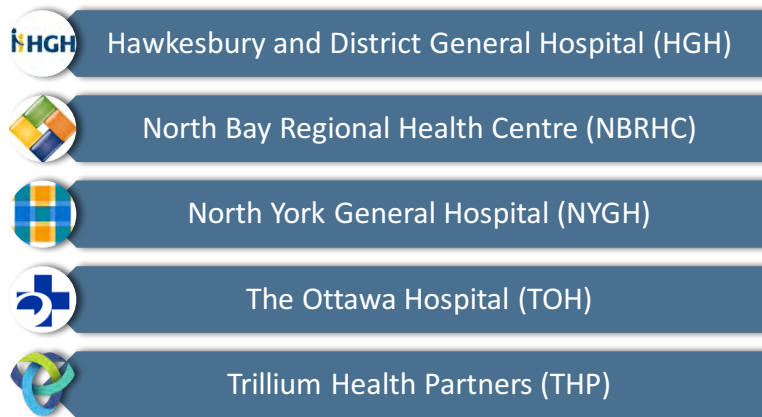 HGH
Hawkesbury and District General Hospital (HGH)
North Bay Regional Health Centre (NBRHC)
North York General Hospital (NYGH)
The Ottawa Hospital (TOH)
Trillium Health Partners (THP)